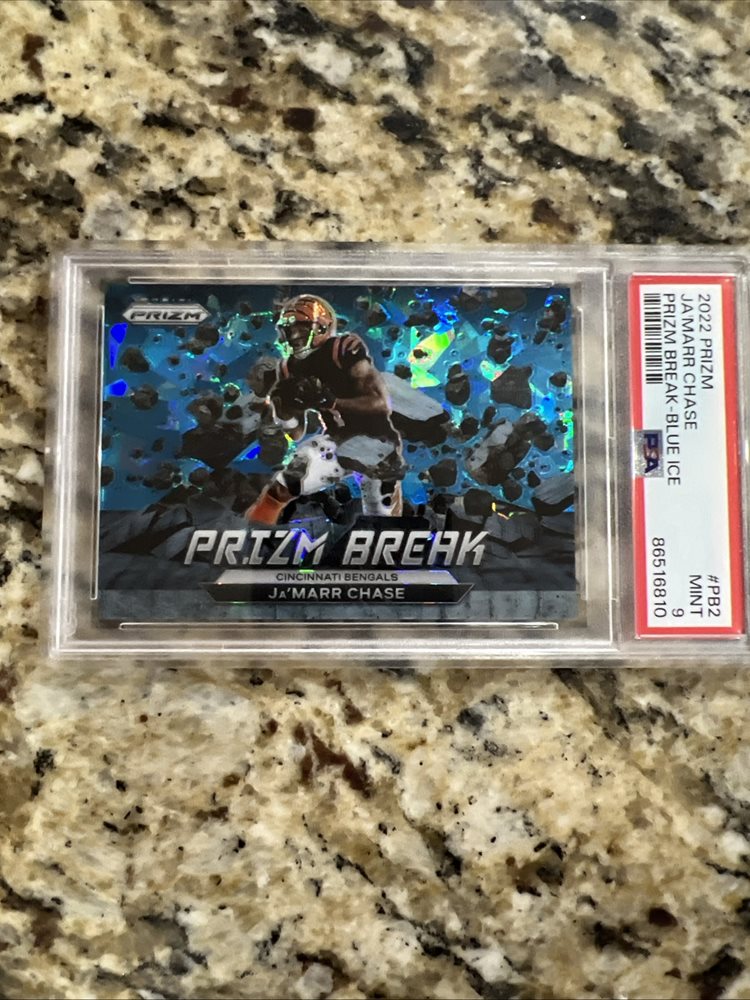 PRIZM
PRIZM BREAK
CINCINNATI BENGALS
JA'MARR CHASE
2022 PRIZM
JA'MARR CHASE
PRIZM BREAK-BLUE ICE
#PB2
MINT
9
PSA
86516810